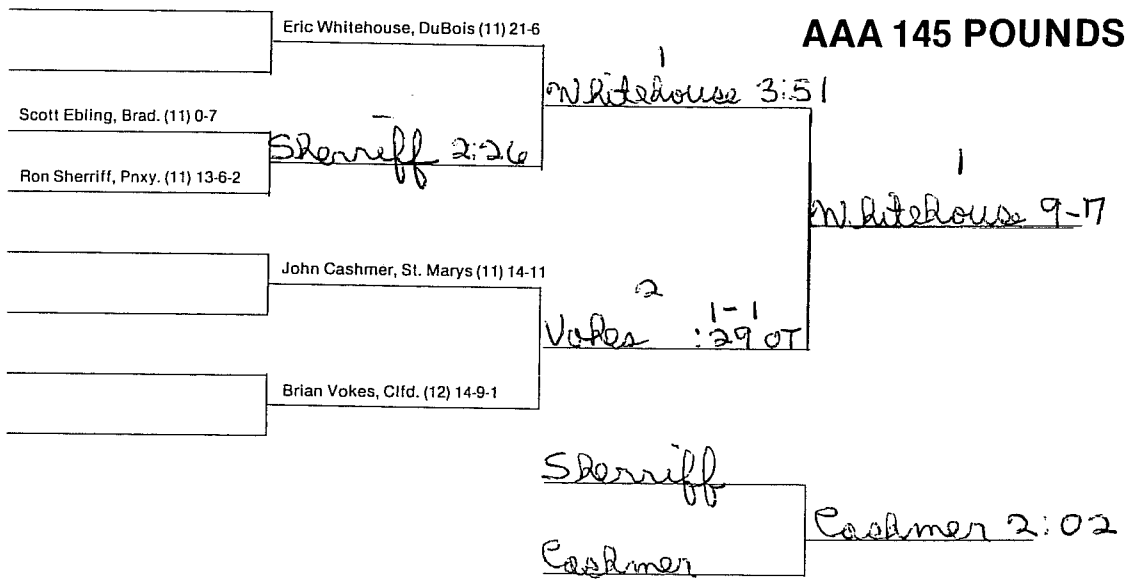 AAA 145 POUNDS
Eric Whitehouse, DuBois (11) 21-6
1
Whitehouse 3:51
Scott Ebling, Brad. (11) 0-7
Sherriff 2:26
Ron Sherriff, Pnxy. (11) 13-6-2
1
Whitehouse 9-7
John Cashmer, St. Marys (11) 14-11
2
1-1
Vokes :29 OT
Brian Vokes, Clfd. (12) 14-9-1
Sherriff
Cashmer 2:02
Cashmer